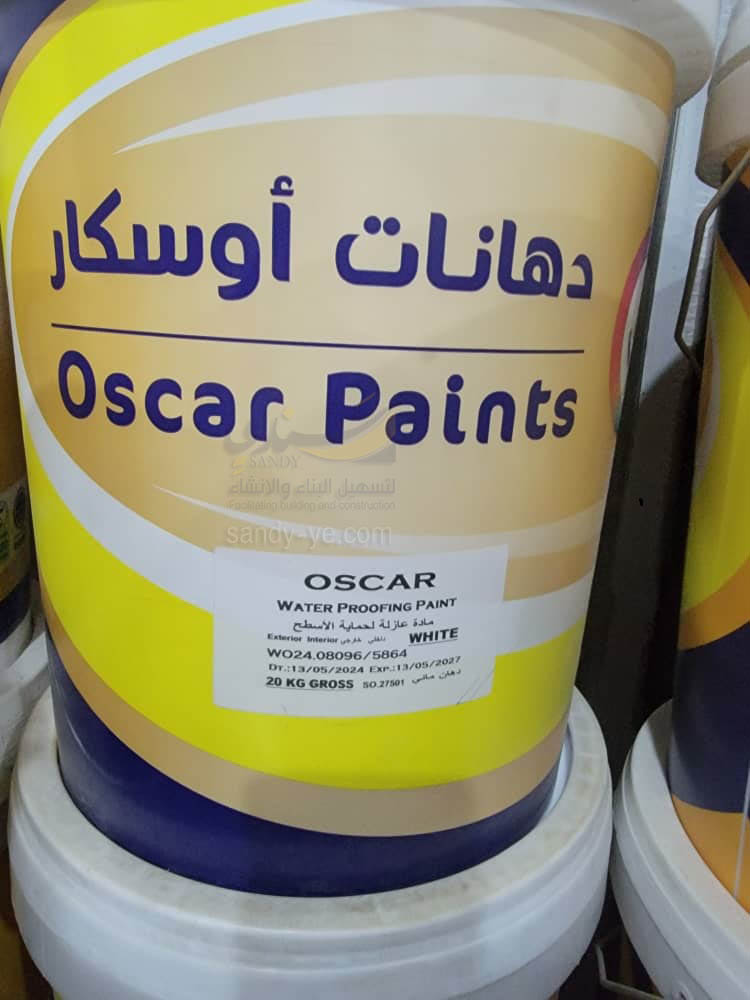 دهانات أوسكار
Oscar Paints
سندي
SANDY
لتسهيل البناء والإنشاء
Facilitating building and construction
sandy-ye.com
OSCAR
WATER PROOFING PAINT
مادة عازلة لحماية الأسطح
Exterior Interior داخلي خارجي WHITE
WO24.08096/5864
DT.:13/05/2024 EXP.:13/05/2027
20 KG GROSS SO.27501 دهان مائي